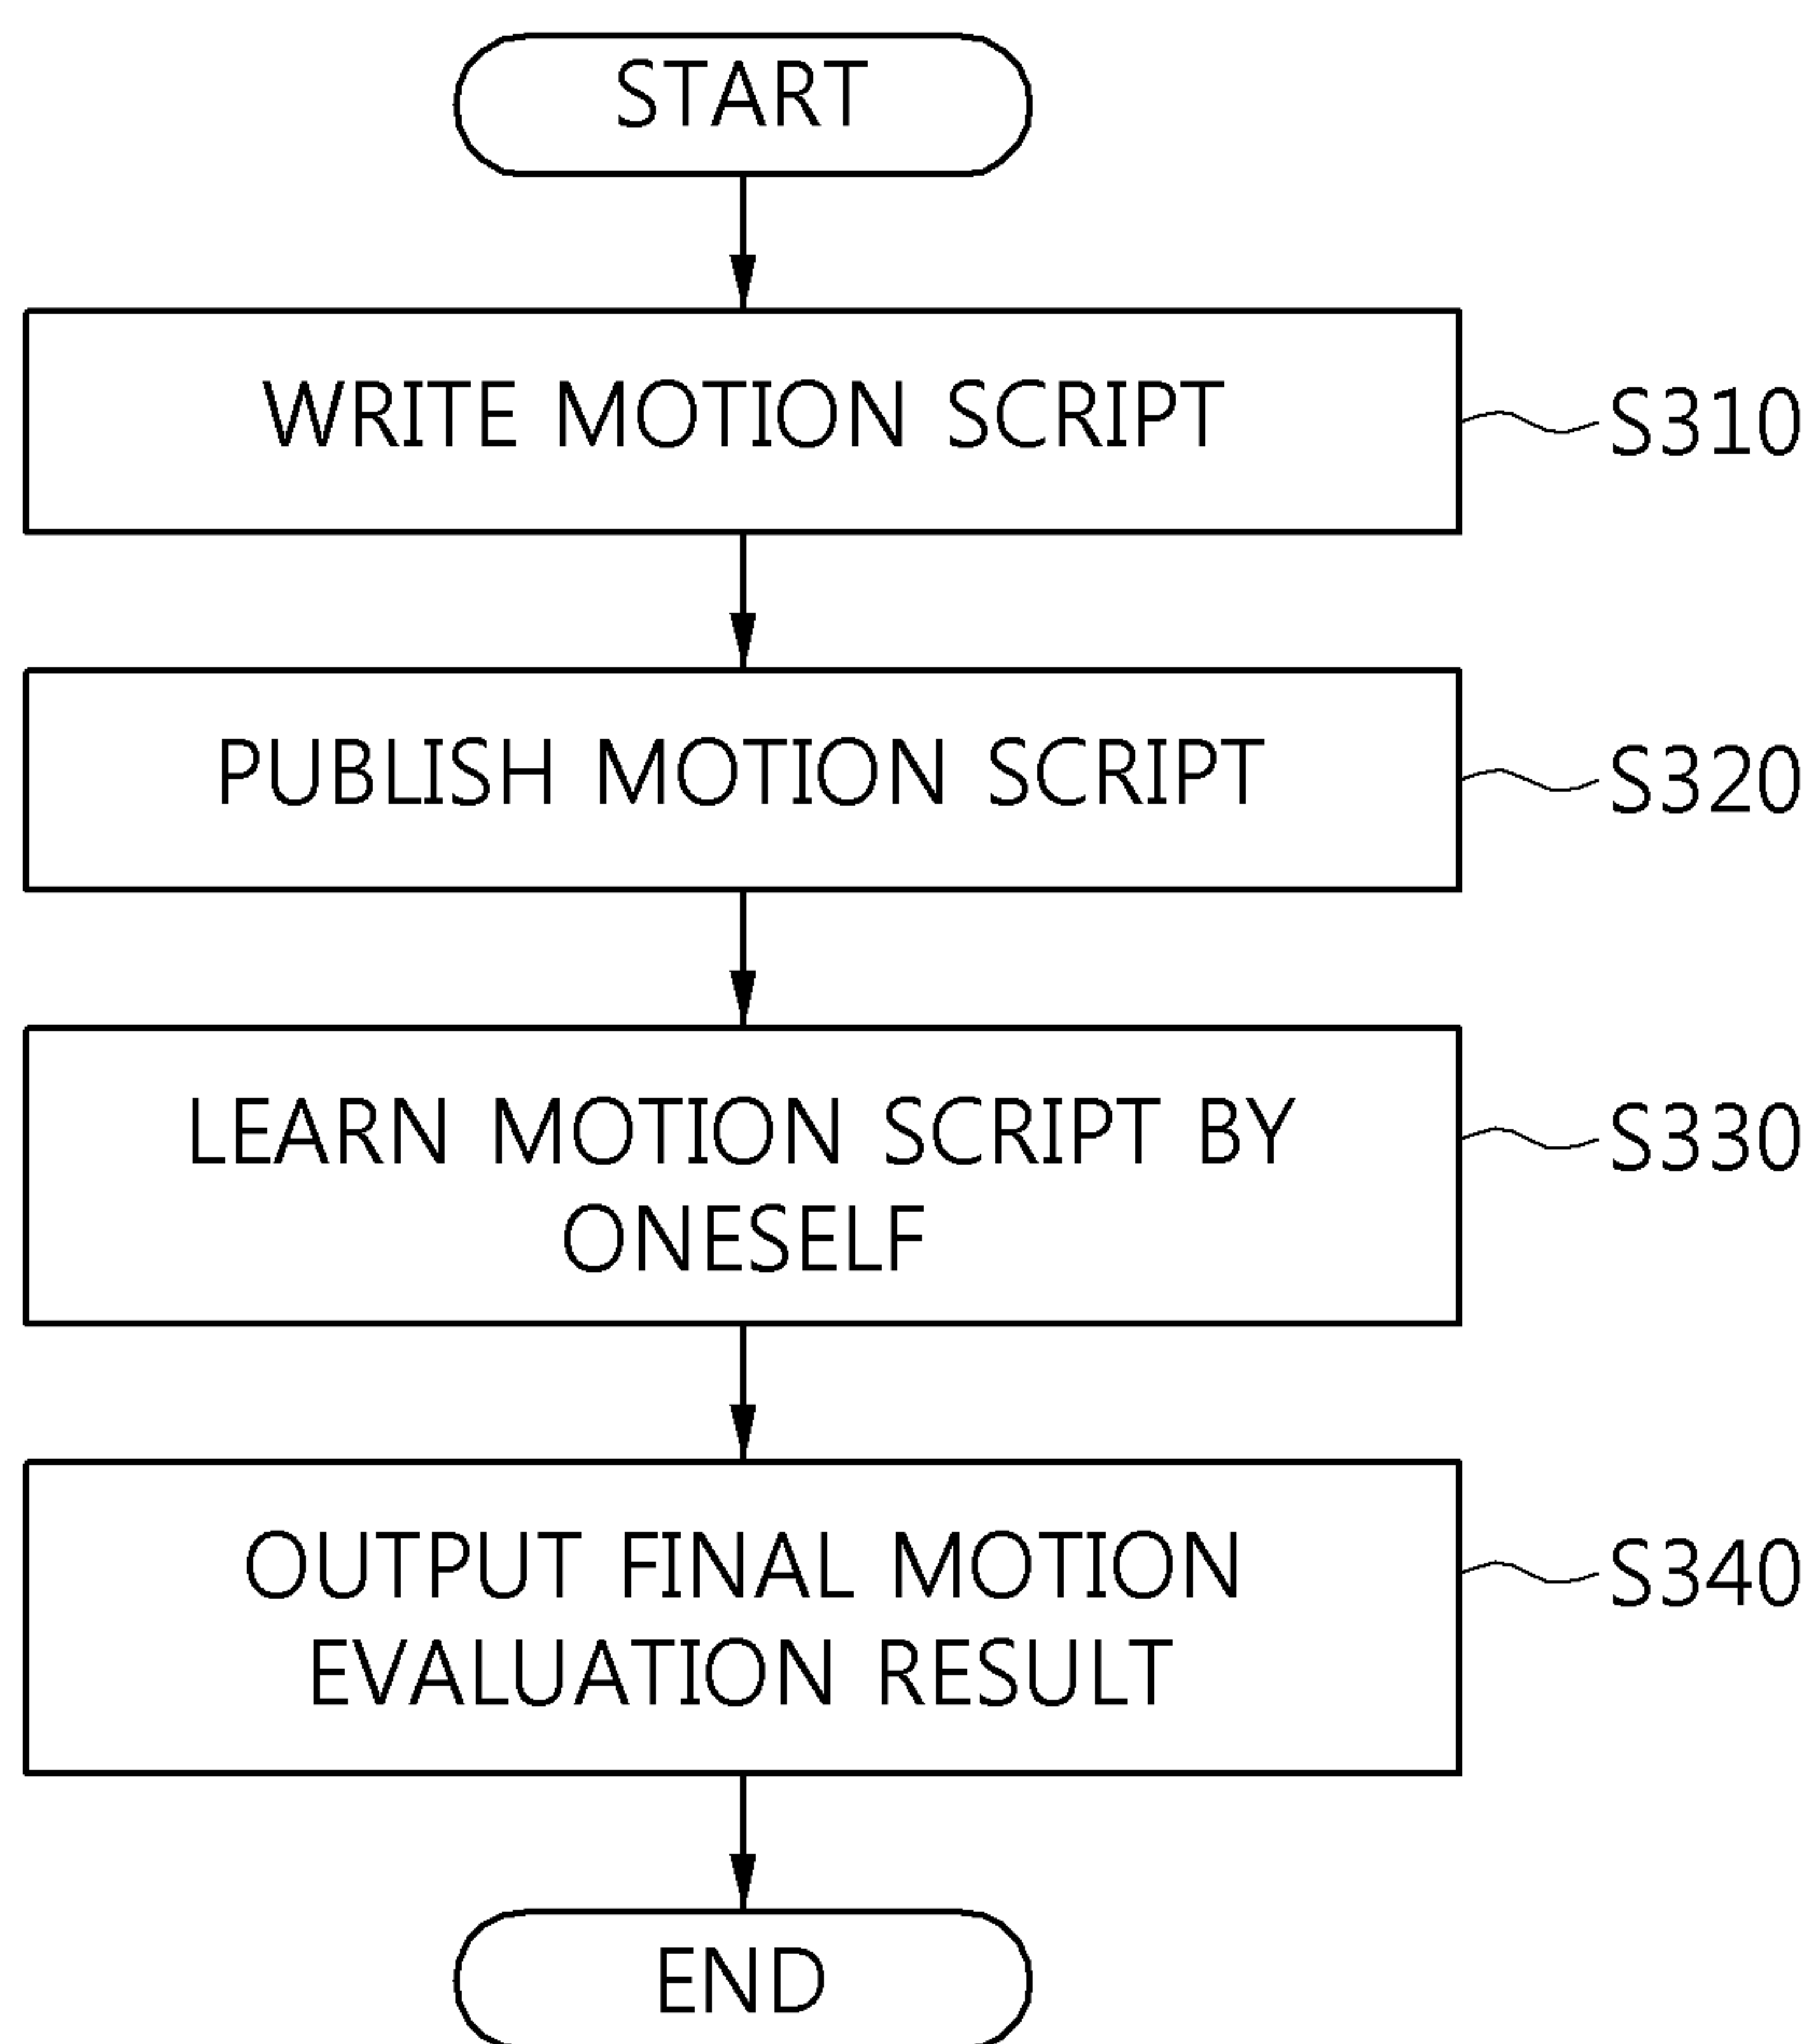 START
WRITE MOTION SCRIPT
S310
PUBLISH MOTION SCRIPT
S320
LEARN MOTION SCRIPT BY
ONESELF
S330
OUTPUT FINAL MOTION
EVALUATION RESULT
S340
END